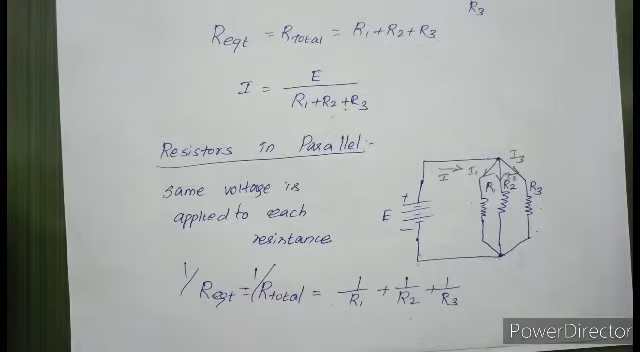 R3
Reqt = Rtotal = R1+R2+R3
I = E / R1+R2+R3
Resistors in Parallel:-
same voltage is
applied to each
resistance
E + −
I I1 I2 I3
R1 R2 R3
1/Reqt = 1/Rtotal = 1/R1 + 1/R2 + 1/R3
PowerDirector